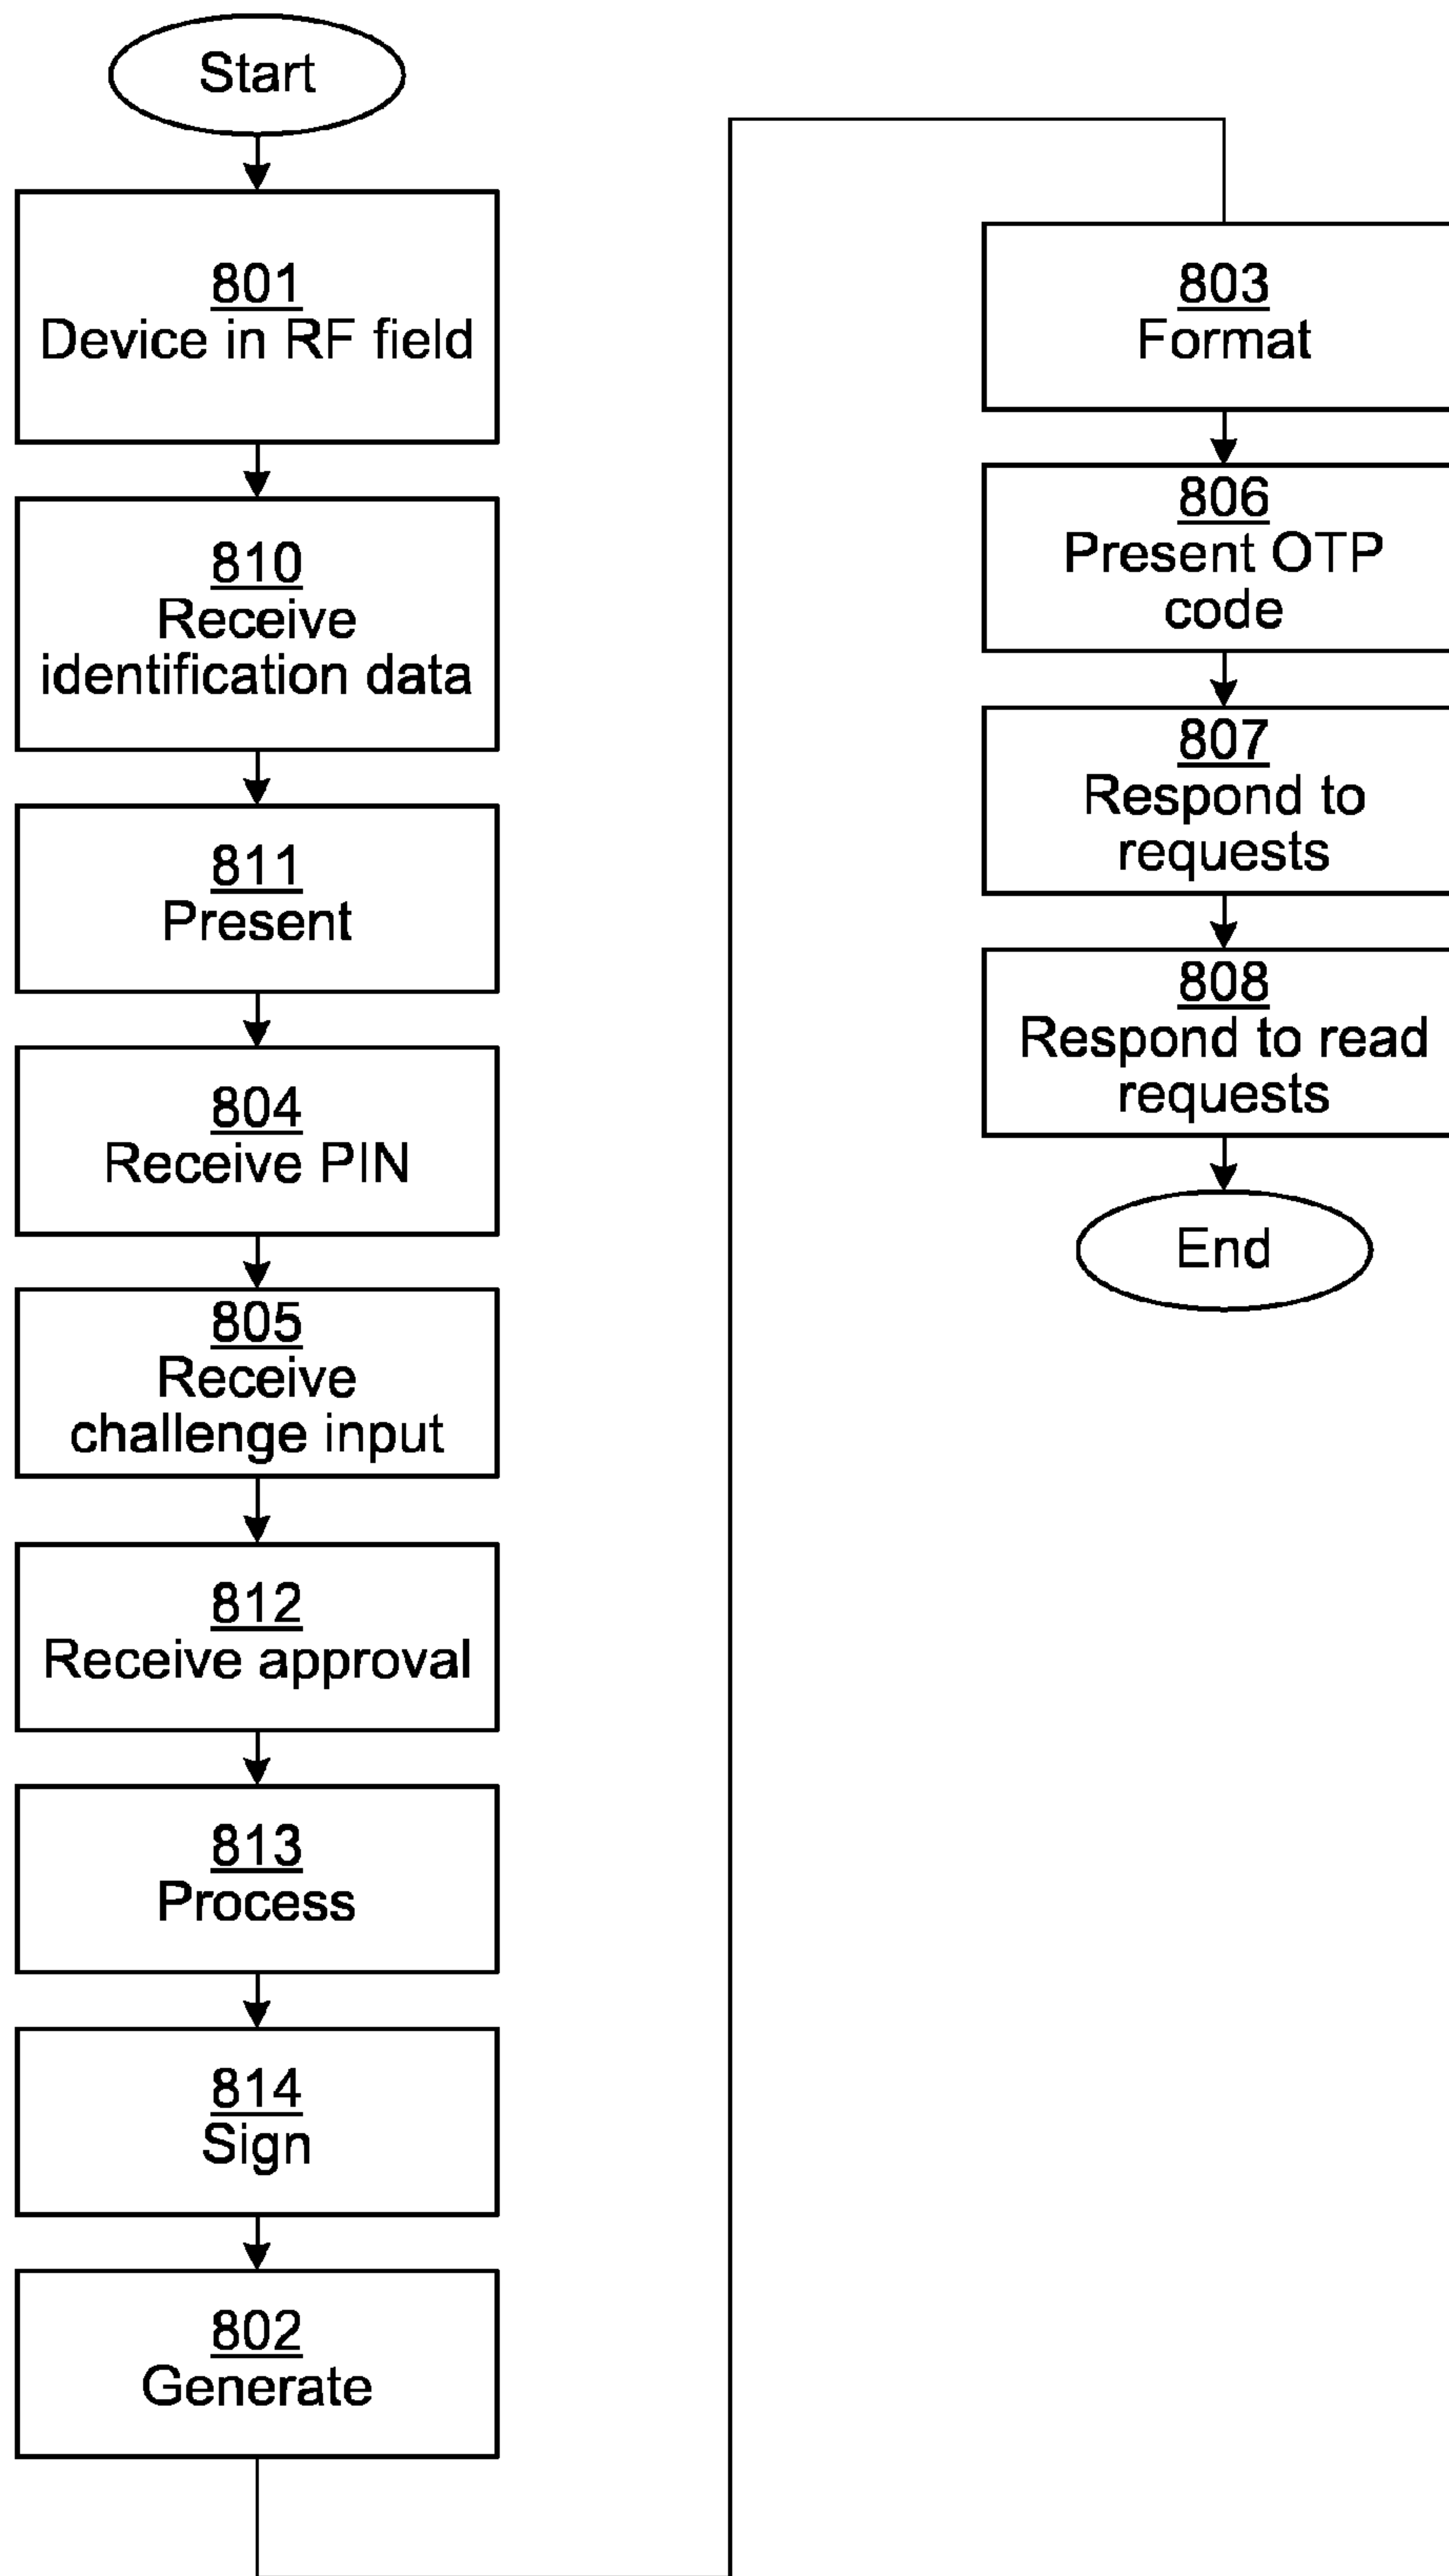 Start
801
Device in RF field
810
Receive
identification data
811
Present
804
Receive PIN
805
Receive
challenge input
812
Receive approval
813
Process
814
Sign
802
Generate
803
Format
806
Present OTP
code
807
Respond to
requests
808
Respond to read
requests
End